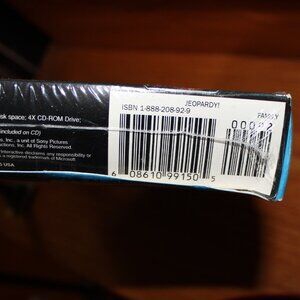 sk space; 4X CD-ROM Drive;
included on CD)
s, Inc., a unit of Sony Pictures
ctions, Inc. All Rights Reserved.
Interactive disclaims any responsibility or
a registered trademark of Microsoft
USA
JEOPARDY!
ISBN 1-888-208-92-9
6 08610 99150 5